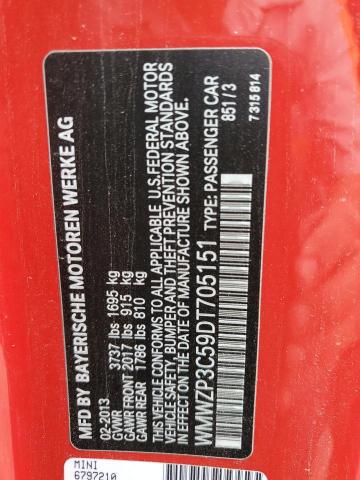 MFD BY BAYERISCHE MOTOREN WERKE AG
02-2013
GVWR 3737 lbs 1695 kg
GAWR FRONT 2017 lbs 915 kg
GAWR REAR 1786 lbs 810 kg
THIS VEHICLE CONFORMS TO ALL APPLICABLE U.S. FEDERAL MOTOR
VEHICLE SAFETY, BUMPER AND THEFT PREVENTION STANDARDS
IN EFFECT ON THE DATE OF MANUFACTURE SHOWN ABOVE.
WMWZP3C59DT705151 TYPE: PASSENGER CAR
851/3
7 315 814
MINI
6797210